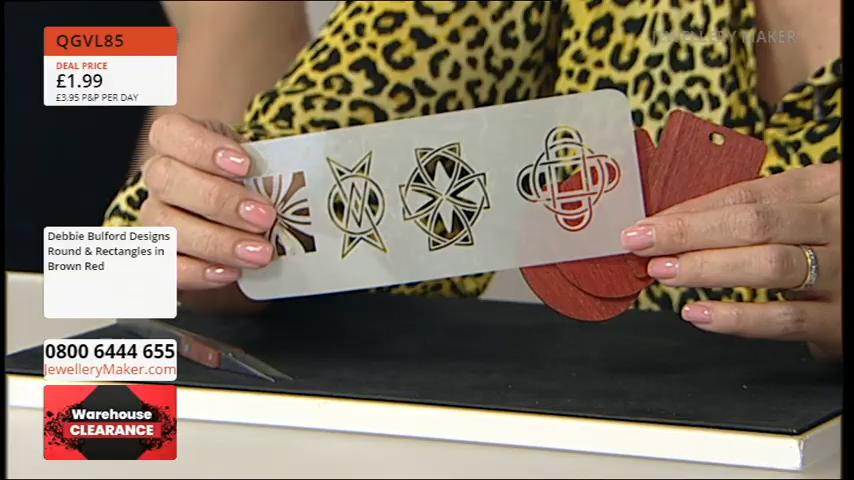 QGVL85
DEAL PRICE
£1.99
£3.95 P&P PER DAY
JEWELLERY MAKER
Debbie Bulford Designs
Round & Rectangles in
Brown Red
0800 6444 655
JewelleryMaker.com
Warehouse
CLEARANCE